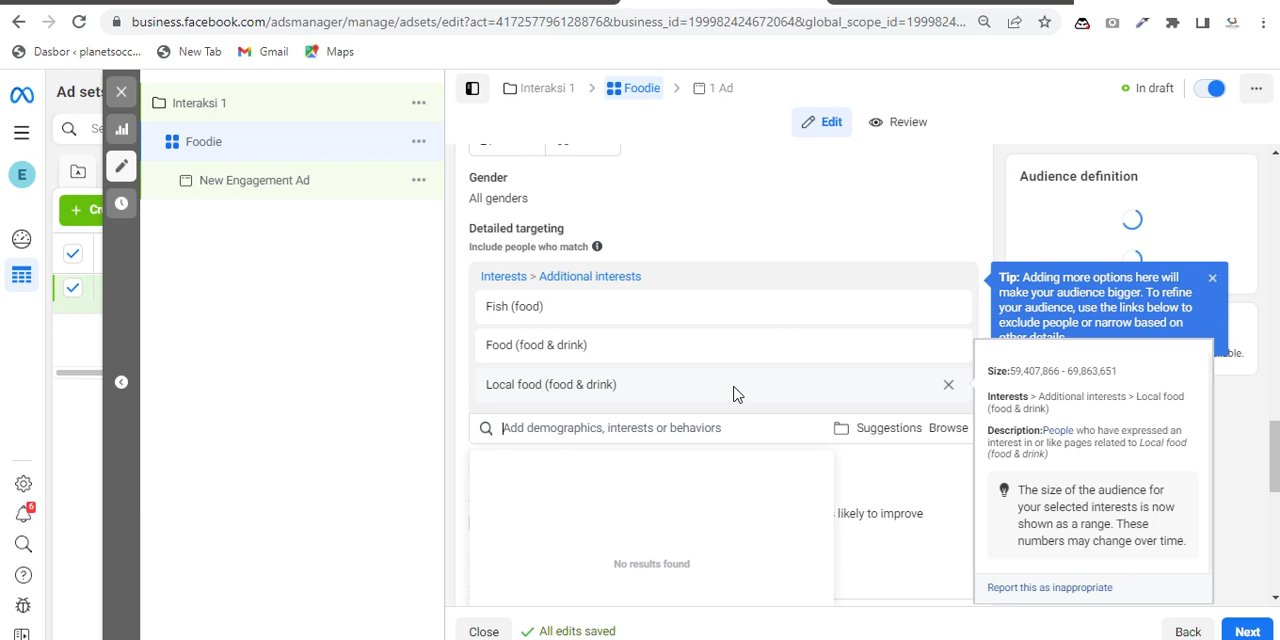 business.facebook.com/adsmanager/manage/adsets/edit?act=417257796128876&business_id=199982424672064&global_scope_id=1999824...
Dasbor ‹ planetsocc...
New Tab
Gmail
Maps
Ad sets
+ Cr
E
6
Interaksi 1
Foodie
New Engagement Ad
Interaksi 1 > Foodie > 1 Ad
In draft
Edit
Review
Gender
All genders
Detailed targeting
Include people who match
Interests > Additional interests
Fish (food)
Food (food & drink)
Local food (food & drink)
Add demographics, interests or behaviors
Suggestions
Browse
No results found
likely to improve
Close
All edits saved
Back
Next
Audience definition
Tip: Adding more options here will
make your audience bigger. To refine
your audience, use the links below to
exclude people or narrow based on
other details.
Size:59,407,866 - 69,863,651
Interests > Additional interests > Local food
(food & drink)
Description:People who have expressed an
interest in or like pages related to Local food
(food & drink)
The size of the audience for
your selected interests is now
shown as a range. These
numbers may change over time.
Report this as inappropriate